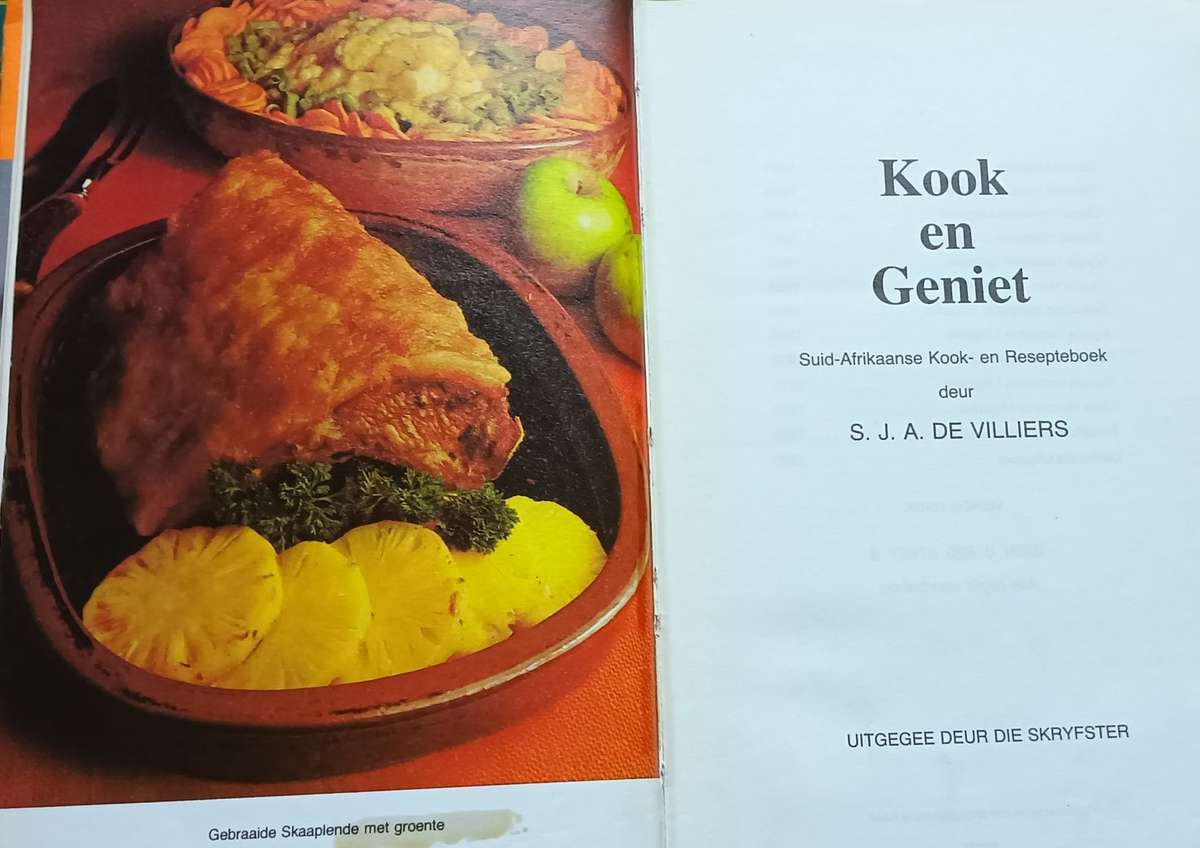 Gebraaide Skaaplende met groente
Kook
en
Geniet
Suid-Afrikaanse Kook- en Resepteboek
deur
S. J. A. DE VILLIERS
UITGEGEE DEUR DIE SKRYFSTER